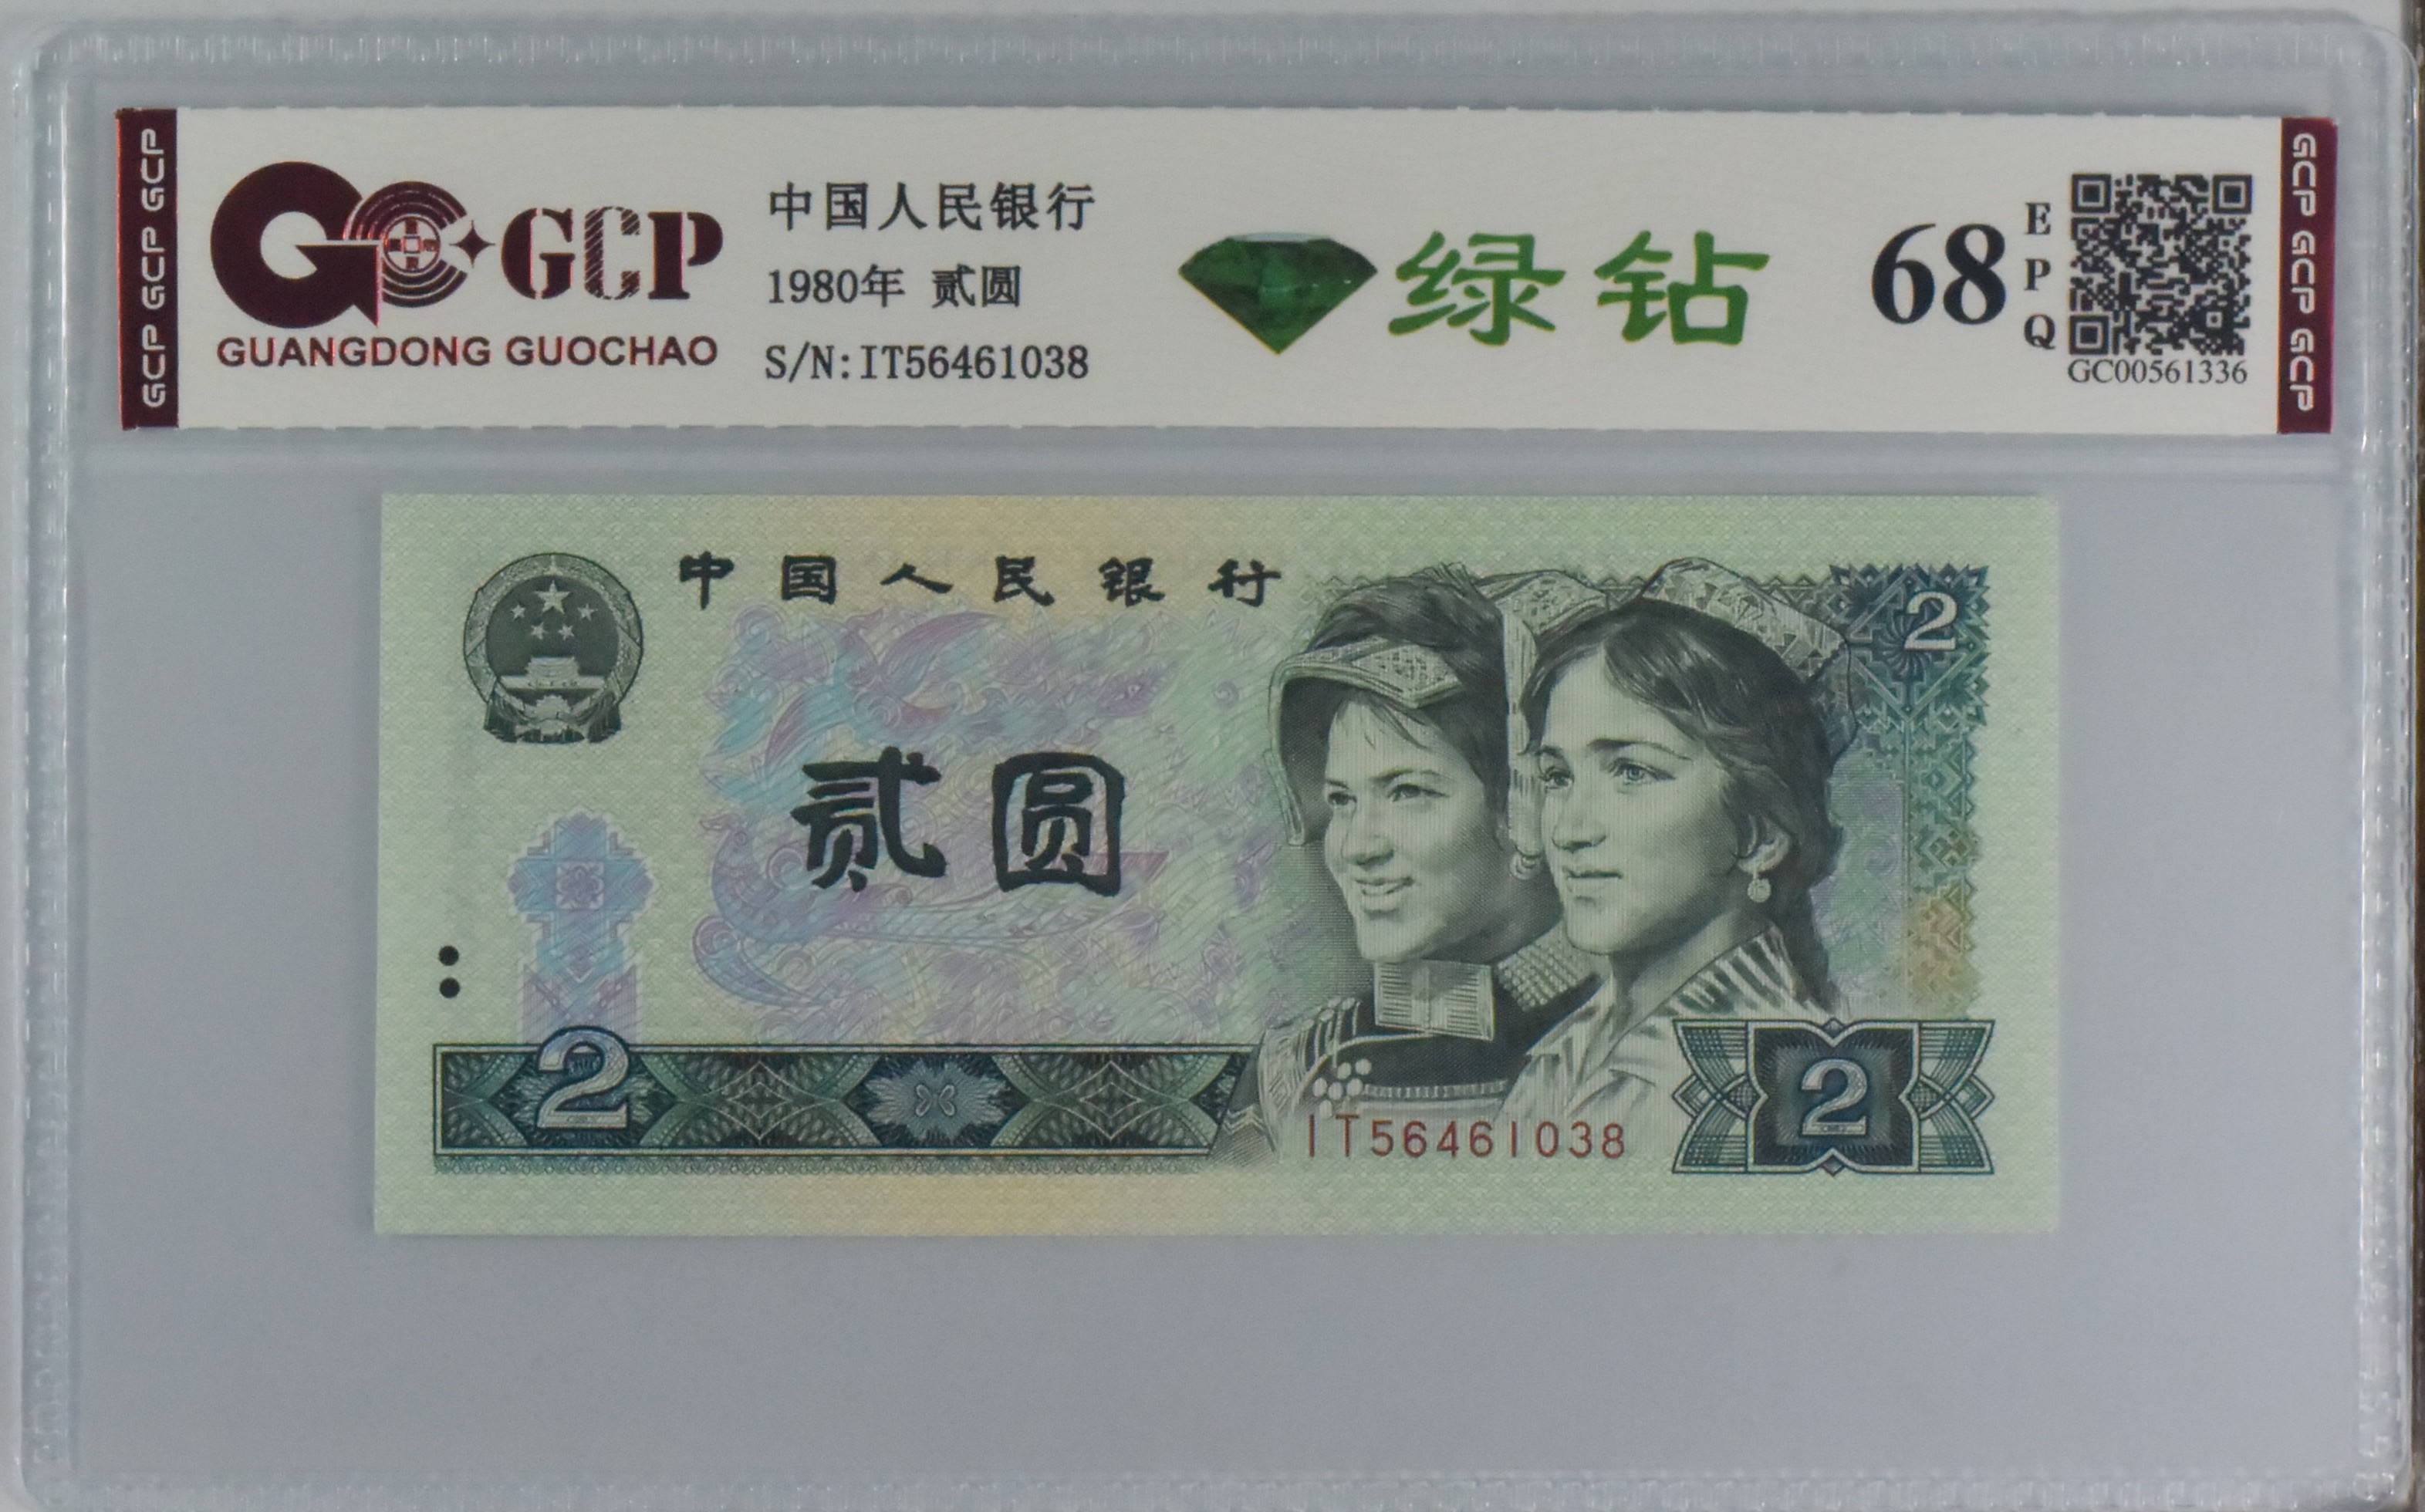 GCP GCP GCP
GCP
GUANGDONG GUOCHAO
中国人民银行
1980年 贰圆
S/N:IT56461038
绿钻
68
E
P
Q
GC00561336
GCP GCP GCP
中国人民银行
2
贰圆
2
2
IT56461038